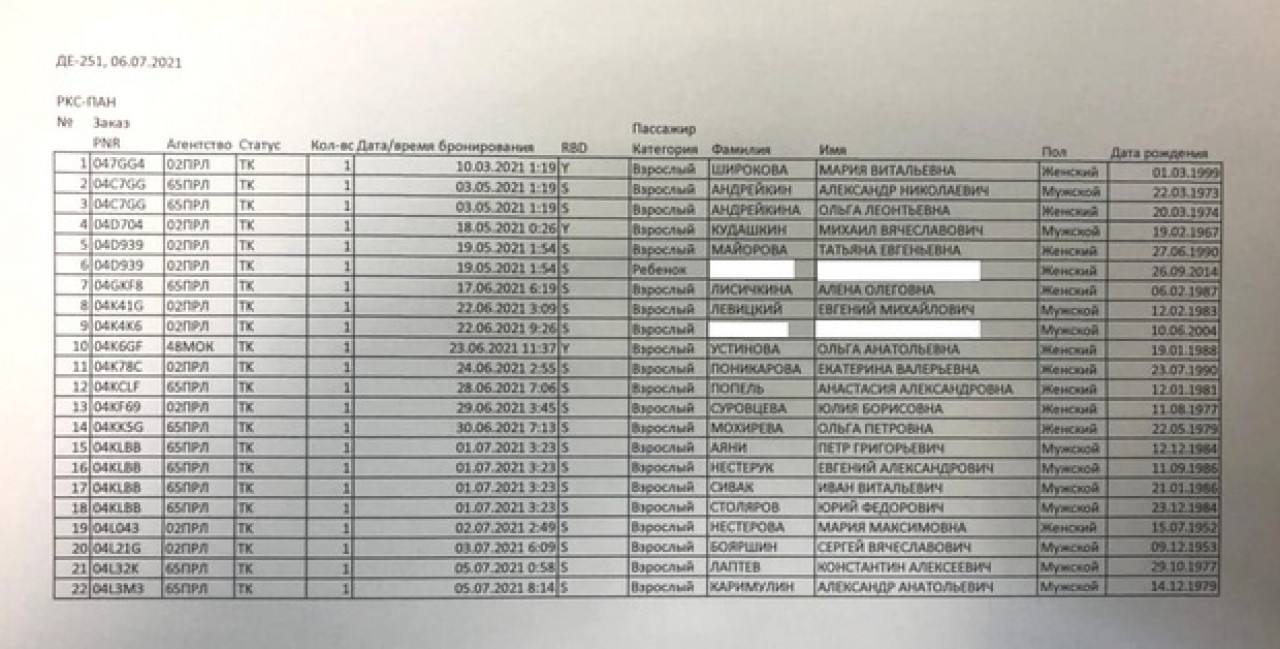 ДЕ-251, 06.07.2021
РКС-ПАН
№ Заказ Пассажир
PNR Агентство Статус Кол-вс Дата/время бронирования RBD Категория Фамилия Имя Пол Дата рождения
1 047GG4 02ПРЛ ТК 1 10.03.2021 1:19 Y Взрослый ШИРОКОВА МАРИЯ ВИТАЛЬЕВНА Женский 01.03.1999
2 04C7GG 65ПРЛ ТК 1 03.05.2021 1:19 S Взрослый АНДРЕЙКИН АЛЕКСАНДР НИКОЛАЕВИЧ Мужской 22.03.1973
3 04C7GG 65ПРЛ ТК 1 03.05.2021 1:19 S Взрослый АНДРЕЙКИНА ОЛЬГА ЛЕОНТЬЕВНА Женский 20.03.1974
4 04D704 02ПРЛ ТК 1 18.05.2021 0:26 Y Взрослый КУДАШКИН МИХАИЛ ВЯЧЕСЛАВОВИЧ Мужской 19.02.1967
5 04D939 02ПРЛ ТК 1 19.05.2021 1:54 S Взрослый МАЙОРОВА ТАТЬЯНА ЕВГЕНЬЕВНА Женский 27.06.1990
6 04D939 02ПРЛ ТК 1 19.05.2021 1:54 S Ребенок Женский 26.09.2014
7 04GKF8 65ПРЛ ТК 1 17.06.2021 6:19 S Взрослый ЛИСИЧКИНА АЛЕНА ОЛЕГОВНА Женский 06.02.1987
8 04K41G 02ПРЛ ТК 1 22.06.2021 3:09 S Взрослый ЛЕВИЦКИЙ ЕВГЕНИЙ МИХАЙЛОВИЧ Мужской 12.02.1983
9 04K4K6 02ПРЛ ТК 1 22.06.2021 9:26 S Взрослый Мужской 10.06.2004
10 04K6GF 48МОК ТК 1 23.06.2021 11:37 Y Взрослый УСТИНОВА ОЛЬГА АНАТОЛЬЕВНА Женский 19.01.1988
11 04K78C 02ПРЛ ТК 1 24.06.2021 2:55 S Взрослый ПОНИКАРОВА ЕКАТЕРИНА ВАЛЕРЬЕВНА Женский 23.07.1990
12 04KCLF 65ПРЛ ТК 1 28.06.2021 7:06 S Взрослый ПОПЕЛЬ АНАСТАСИЯ АЛЕКСАНДРОВНА Женский 12.01.1981
13 04KF69 02ПРЛ ТК 1 29.06.2021 3:45 S Взрослый СУРОВЦЕВА ЮЛИЯ БОРИСОВНА Женский 11.08.1977
14 04KK5G 65ПРЛ ТК 1 30.06.2021 7:13 S Взрослый МОХИРЕВА ОЛЬГА ПЕТРОВНА Женский 22.05.1979
15 04KLBB 65ПРЛ ТК 1 01.07.2021 3:23 S Взрослый АЯНИ ПЕТР ГРИГОРЬЕВИЧ Мужской 12.12.1984
16 04KLBB 65ПРЛ ТК 1 01.07.2021 3:23 S Взрослый НЕСТЕРУК ЕВГЕНИЙ АЛЕКСАНДРОВИЧ Мужской 11.09.1986
17 04KLBB 65ПРЛ ТК 1 01.07.2021 3:23 S Взрослый СИВАК ИВАН ВИТАЛЬЕВИЧ Мужской 21.01.1986
18 04KLBB 65ПРЛ ТК 1 01.07.2021 3:23 S Взрослый СТОЛЯРОВ ЮРИЙ ФЕДОРОВИЧ Мужской 23.12.1984
19 04L043 02ПРЛ ТК 1 02.07.2021 2:49 S Взрослый НЕСТЕРОВА МАРИЯ МАКСИМОВНА Женский 15.07.1952
20 04L21G 02ПРЛ ТК 1 03.07.2021 6:09 S Взрослый БОЯРШИН СЕРГЕЙ ВЯЧЕСЛАВОВИЧ Мужской 09.12.1953
21 04L32K 65ПРЛ ТК 1 05.07.2021 0:58 S Взрослый ЛАПТЕВ КОНСТАНТИН АЛЕКСЕЕВИЧ Мужской 29.10.1977
22 04L3M3 65ПРЛ ТК 1 05.07.2021 8:14 S Взрослый КАРИМУЛИН АЛЕКСАНДР АНАТОЛЬЕВИЧ Мужской 14.12.1979